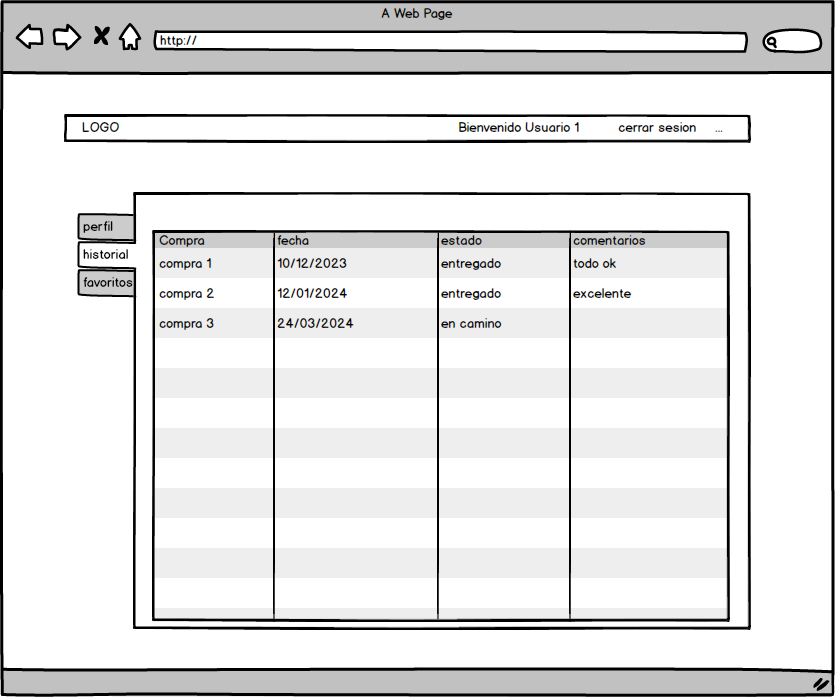 A Web Page
http://
LOGO Bienvenido Usuario 1 cerrar sesion ...
perfil
historial
favoritos
Compra fecha estado comentarios
compra 1 10/12/2023 entregado todo ok
compra 2 12/01/2024 entregado excelente
compra 3 24/03/2024 en camino